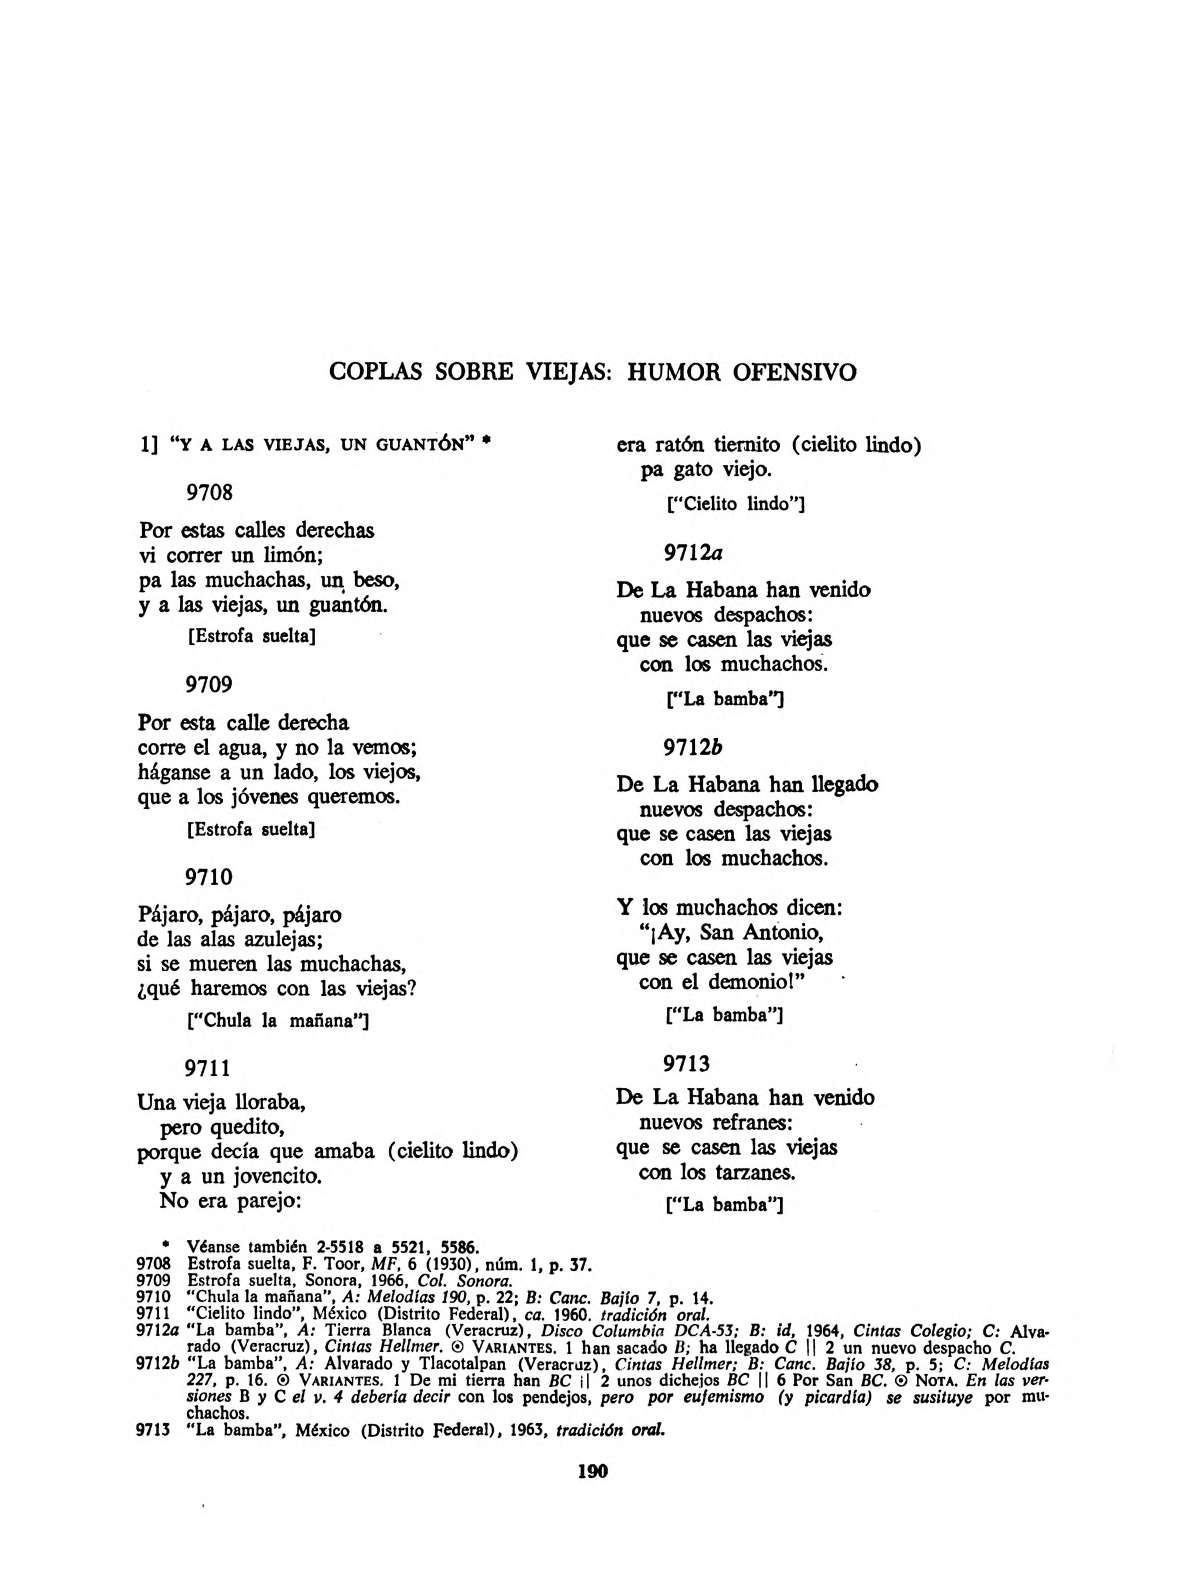 COPLAS SOBRE VIEJAS: HUMOR OFENSIVO
1] “Y A LAS VIEJAS, UN GUANTÓN” *
9708
Por estas calles derechas
vi correr un limón;
pa las muchachas, un beso,
y a las viejas, un guantón.
[Estrofa suelta]
9709
Por esta calle derecha
corre el agua, y no la vemos;
háganse a un lado, los viejos,
que a los jóvenes queremos.
[Estrofa suelta]
9710
Pájaro, pájaro, pájaro
de las alas azulejas;
si se mueren las muchachas,
¿qué haremos con las viejas?
[“Chula la mañana”]
9711
Una vieja lloraba,
pero quedito,
porque decía que amaba (cielito lindo)
y a un jovencito.
No era parejo:
era ratón tiernito (cielito lindo)
pa gato viejo.
[“Cielito lindo”]
9712a
De La Habana han venido
nuevos despachos:
que se casen las viejas
con los muchachos.
[“La bamba”]
9712b
De La Habana han llegado
nuevos despachos:
que se casen las viejas
con los muchachos.
Y los muchachos dicen:
“¡Ay, San Antonio,
que se casen las viejas
con el demonio!”
[“La bamba”]
9713
De La Habana han venido
nuevos refranes:
que se casen las viejas
con los tarzanes.
[“La bamba”]
* Véanse también 2-5518 a 5521, 5586.
9708 Estrofa suelta, F. Toor, MF, 6 (1930), núm. 1, p. 37.
9709 Estrofa suelta, Sonora, 1966, Col. Sonora.
9710 “Chula la mañana”, A: Melodías 190, p. 22; B: Canc. Bajío 7, p. 14.
9711 “Cielito lindo”, México (Distrito Federal), ca. 1960. tradición oral.
9712a “La bamba”, A: Tierra Blanca (Veracruz), Disco Columbia DCA-53; B: id, 1964, Cintas Colegio; C: Alva-
rado (Veracruz), Cintas Hellmer. ⊙ VARIANTES. 1 han sacado B; ha llegado C || 2 un nuevo despacho C.
9712b “La bamba”, A: Alvarado y Tlacotalpan (Veracruz), Cintas Hellmer; B: Canc. Bajío 38, p. 5; C: Melodías
227, p. 16. ⊙ VARIANTES. 1 De mi tierra han BC || 2 unos dichejos BC || 6 Por San BC. ⊙ NOTA. En las ver-
siones B y C el v. 4 debería decir con los pendejos, pero por eufemismo (y picardía) se susituye por mu-
chachos.
9713 “La bamba”, México (Distrito Federal), 1963, tradición oral.
190